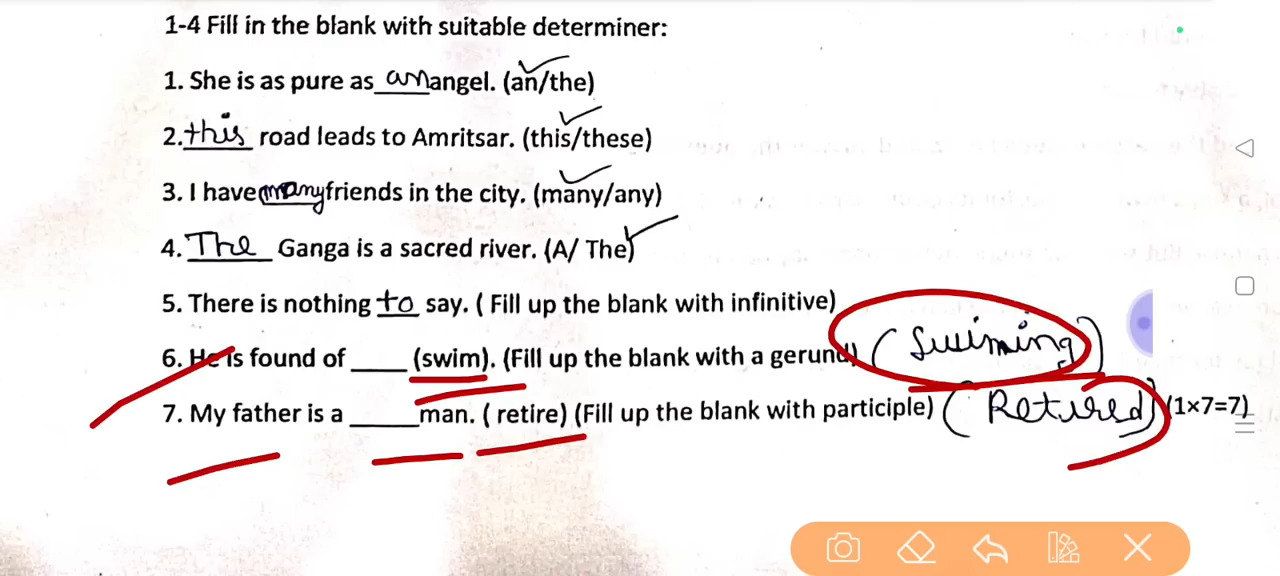 1-4 Fill in the blank with suitable determiner:
1. She is as pure as an angel. (an/the)
2. this road leads to Amritsar. (this/these)
3. I have many friends in the city. (many/any)
4. The Ganga is a sacred river. (A/ The)
5. There is nothing to say. ( Fill up the blank with infinitive)
6. He is found of ____ (swim). (Fill up the blank with a gerund) (Swiming)
7. My father is a _____man. ( retire) (Fill up the blank with participle) (Retired) (1×7=7)